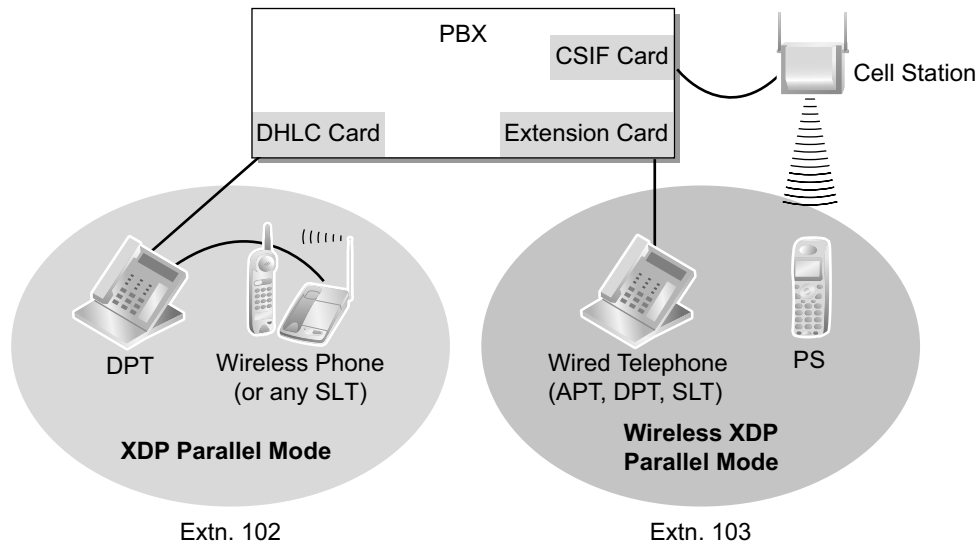 PBX
CSIF Card
Cell Station
DHLC Card
Extension Card
DPT
Wireless Phone
(or any SLT)
XDP Parallel Mode
Extn. 102
Wired Telephone
(APT, DPT, SLT)
PS
Wireless XDP
Parallel Mode
Extn. 103